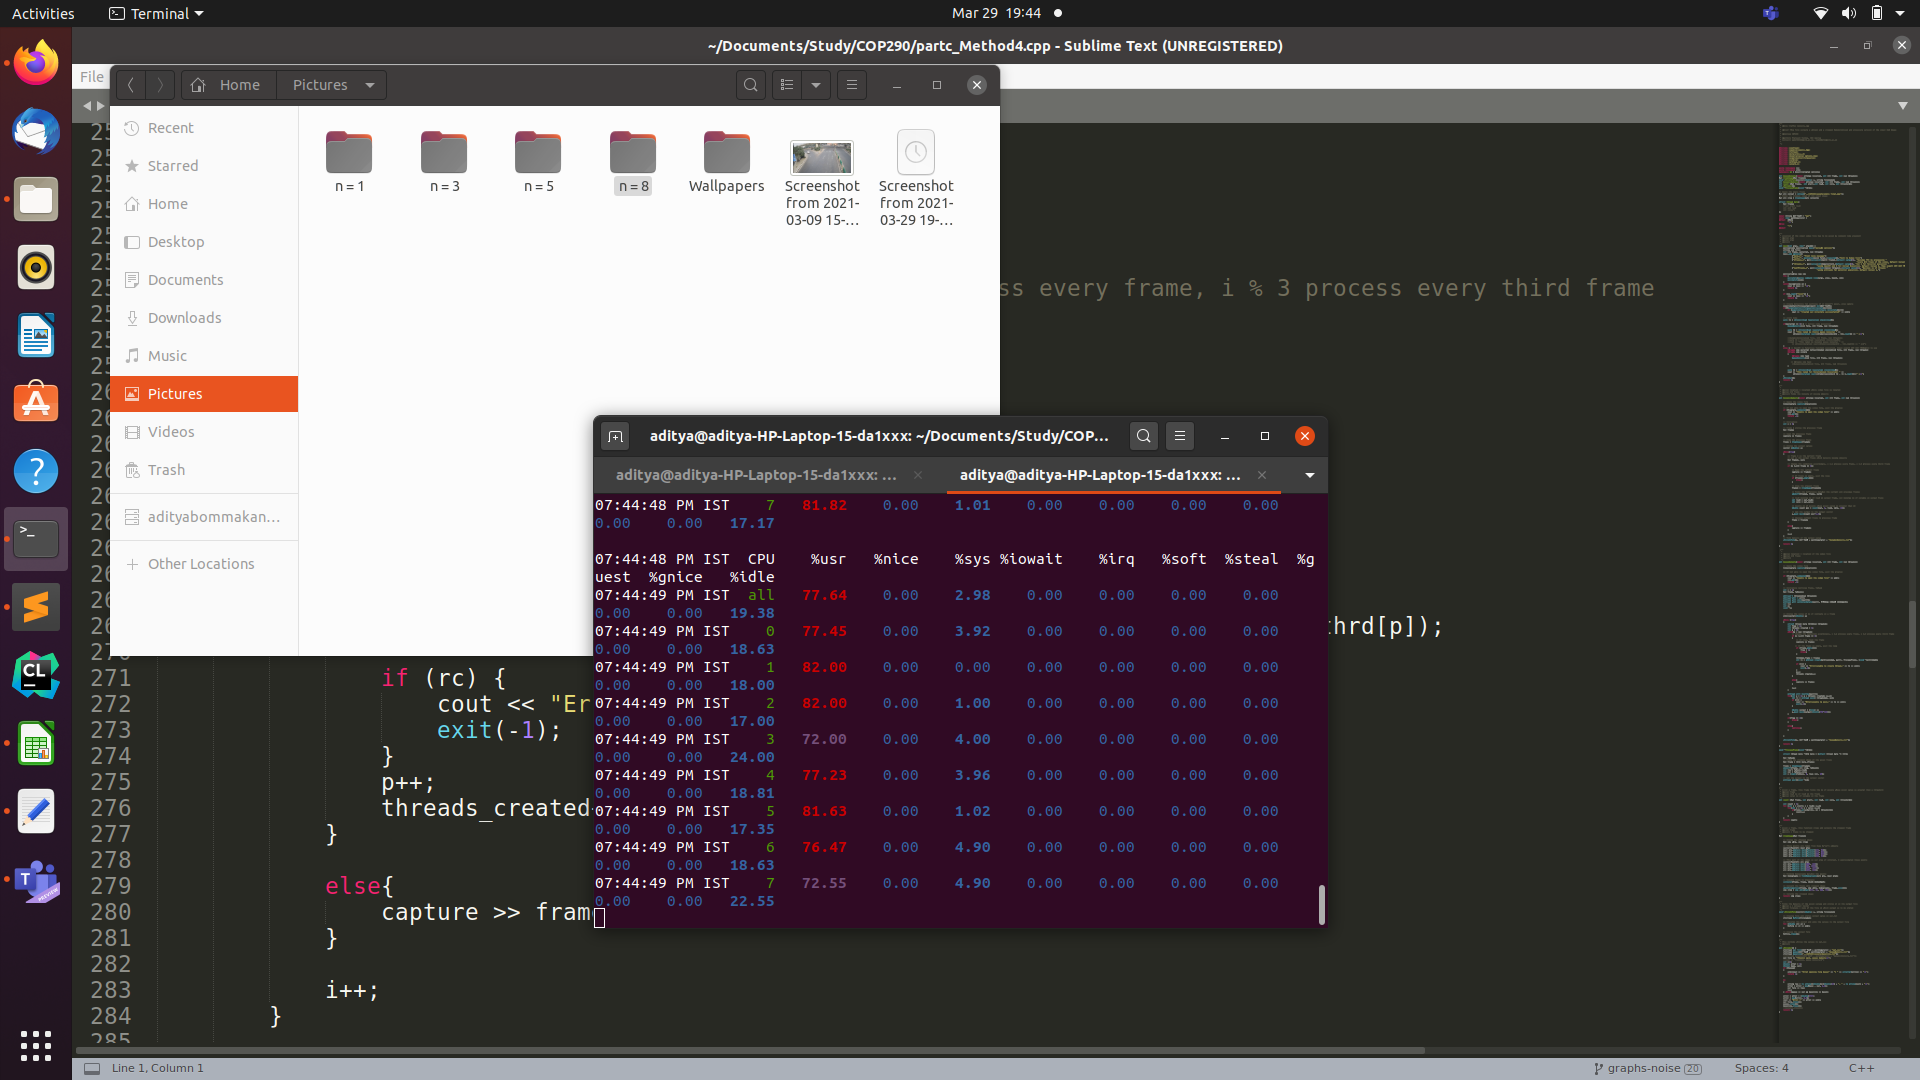 Activities
Terminal
Mar 29 19:44
~/Documents/Study/COP290/partc_Method4.cpp - Sublime Text (UNREGISTERED)
File
Home
Pictures
Recent
Starred
Home
Desktop
Documents
Downloads
Music
Pictures
Videos
Trash
adityabommakan...
Other Locations
n = 1
n = 3
n = 5
n = 8
Wallpapers
Screenshot
from 2021-
03-09 15-...
Screenshot
from 2021-
03-29 19-...
ss every frame, i % 3 process every third frame
thrd[p]);
aditya@aditya-HP-Laptop-15-da1xxx: ~/Documents/Study/COP...
aditya@aditya-HP-Laptop-15-da1xxx: ...
aditya@aditya-HP-Laptop-15-da1xxx: ...
07:44:48 PM IST 7 81.82 0.00 1.01 0.00 0.00 0.00 0.00
0.00 0.00 17.17
07:44:48 PM IST CPU %usr %nice %sys %iowait %irq %soft %steal %g
uest %gnice %idle
07:44:49 PM IST all 77.64 0.00 2.98 0.00 0.00 0.00 0.00
0.00 0.00 19.38
07:44:49 PM IST 0 77.45 0.00 3.92 0.00 0.00 0.00 0.00
0.00 0.00 18.63
07:44:49 PM IST 1 82.00 0.00 0.00 0.00 0.00 0.00 0.00
0.00 0.00 18.00
07:44:49 PM IST 2 82.00 0.00 1.00 0.00 0.00 0.00 0.00
0.00 0.00 17.00
07:44:49 PM IST 3 72.00 0.00 4.00 0.00 0.00 0.00 0.00
0.00 0.00 24.00
07:44:49 PM IST 4 77.23 0.00 3.96 0.00 0.00 0.00 0.00
0.00 0.00 18.81
07:44:49 PM IST 5 81.63 0.00 1.02 0.00 0.00 0.00 0.00
0.00 0.00 17.35
07:44:49 PM IST 6 76.47 0.00 4.90 0.00 0.00 0.00 0.00
0.00 0.00 18.63
07:44:49 PM IST 7 72.55 0.00 4.90 0.00 0.00 0.00 0.00
0.00 0.00 22.55
271 if (rc) {
272 cout << "Er
273 exit(-1);
274 }
275 p++;
276 threads_created
277 }
278
279 else{
280 capture >> fram
281 }
282
283 i++;
284 }
285
Line 1, Column 1
graphs-noise 20
Spaces: 4
C++